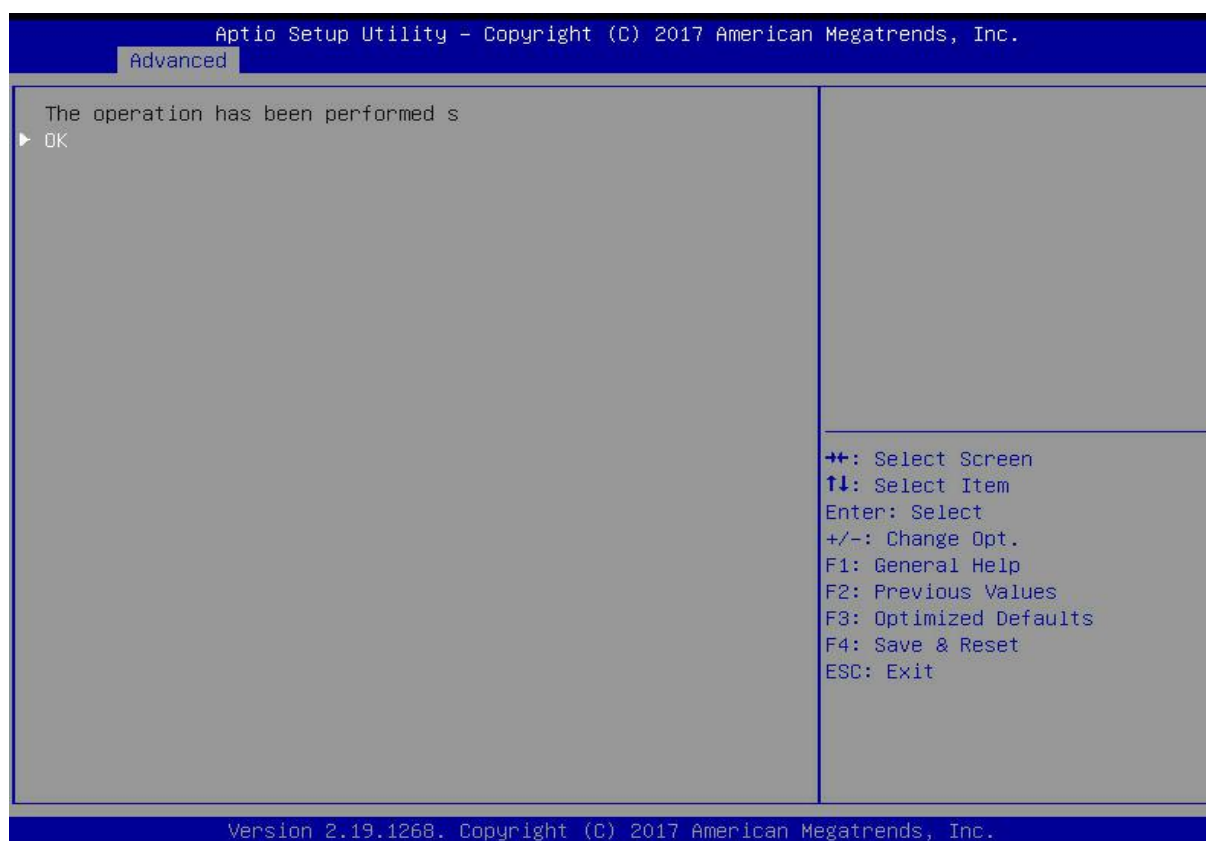 Aptio Setup Utility – Copyright (C) 2017 American Megatrends, Inc.
Advanced
The operation has been performed s
▶ OK
→←: Select Screen
↑↓: Select Item
Enter: Select
+/-: Change Opt.
F1: General Help
F2: Previous Values
F3: Optimized Defaults
F4: Save & Reset
ESC: Exit
Version 2.19.1268. Copyright (C) 2017 American Megatrends, Inc.